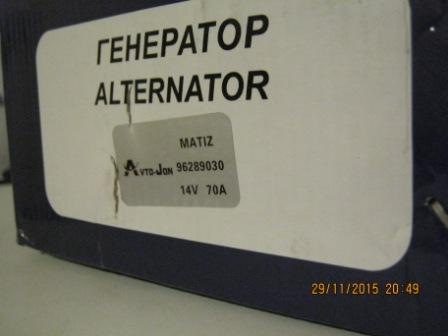 ГЕНЕРАТОР
ALTERNATOR
MATIZ
AVTO-JON 96289030
14V 70A
29/11/2015 20:49